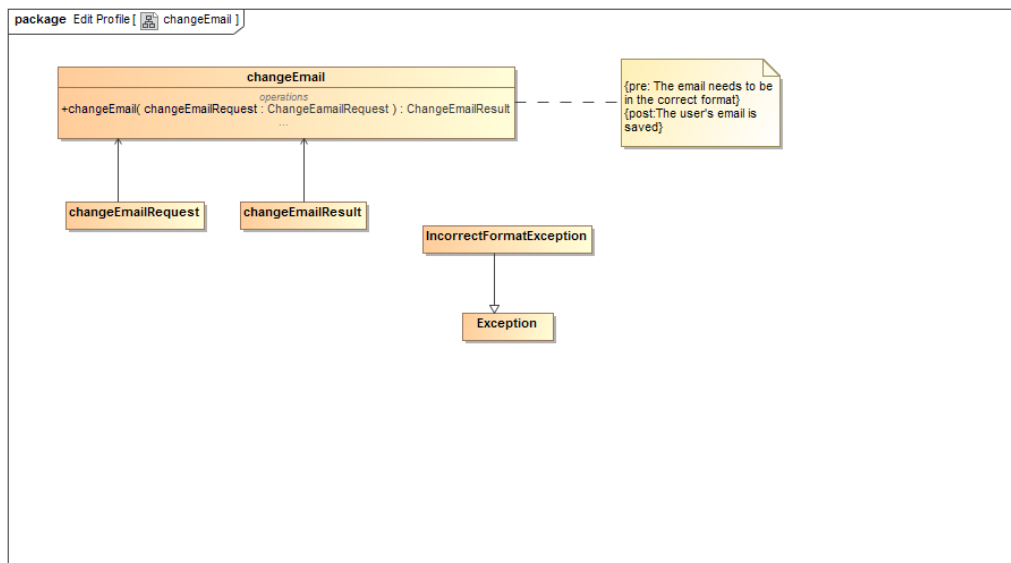 package Edit Profile [ changeEmail ]
changeEmail
operations
+changeEmail( changeEmailRequest : ChangeEamailRequest ) : ChangeEmailResult
...
{pre: The email needs to be
in the correct format}
{post:The user's email is
saved}
changeEmailRequest
changeEmailResult
IncorrectFormatException
Exception